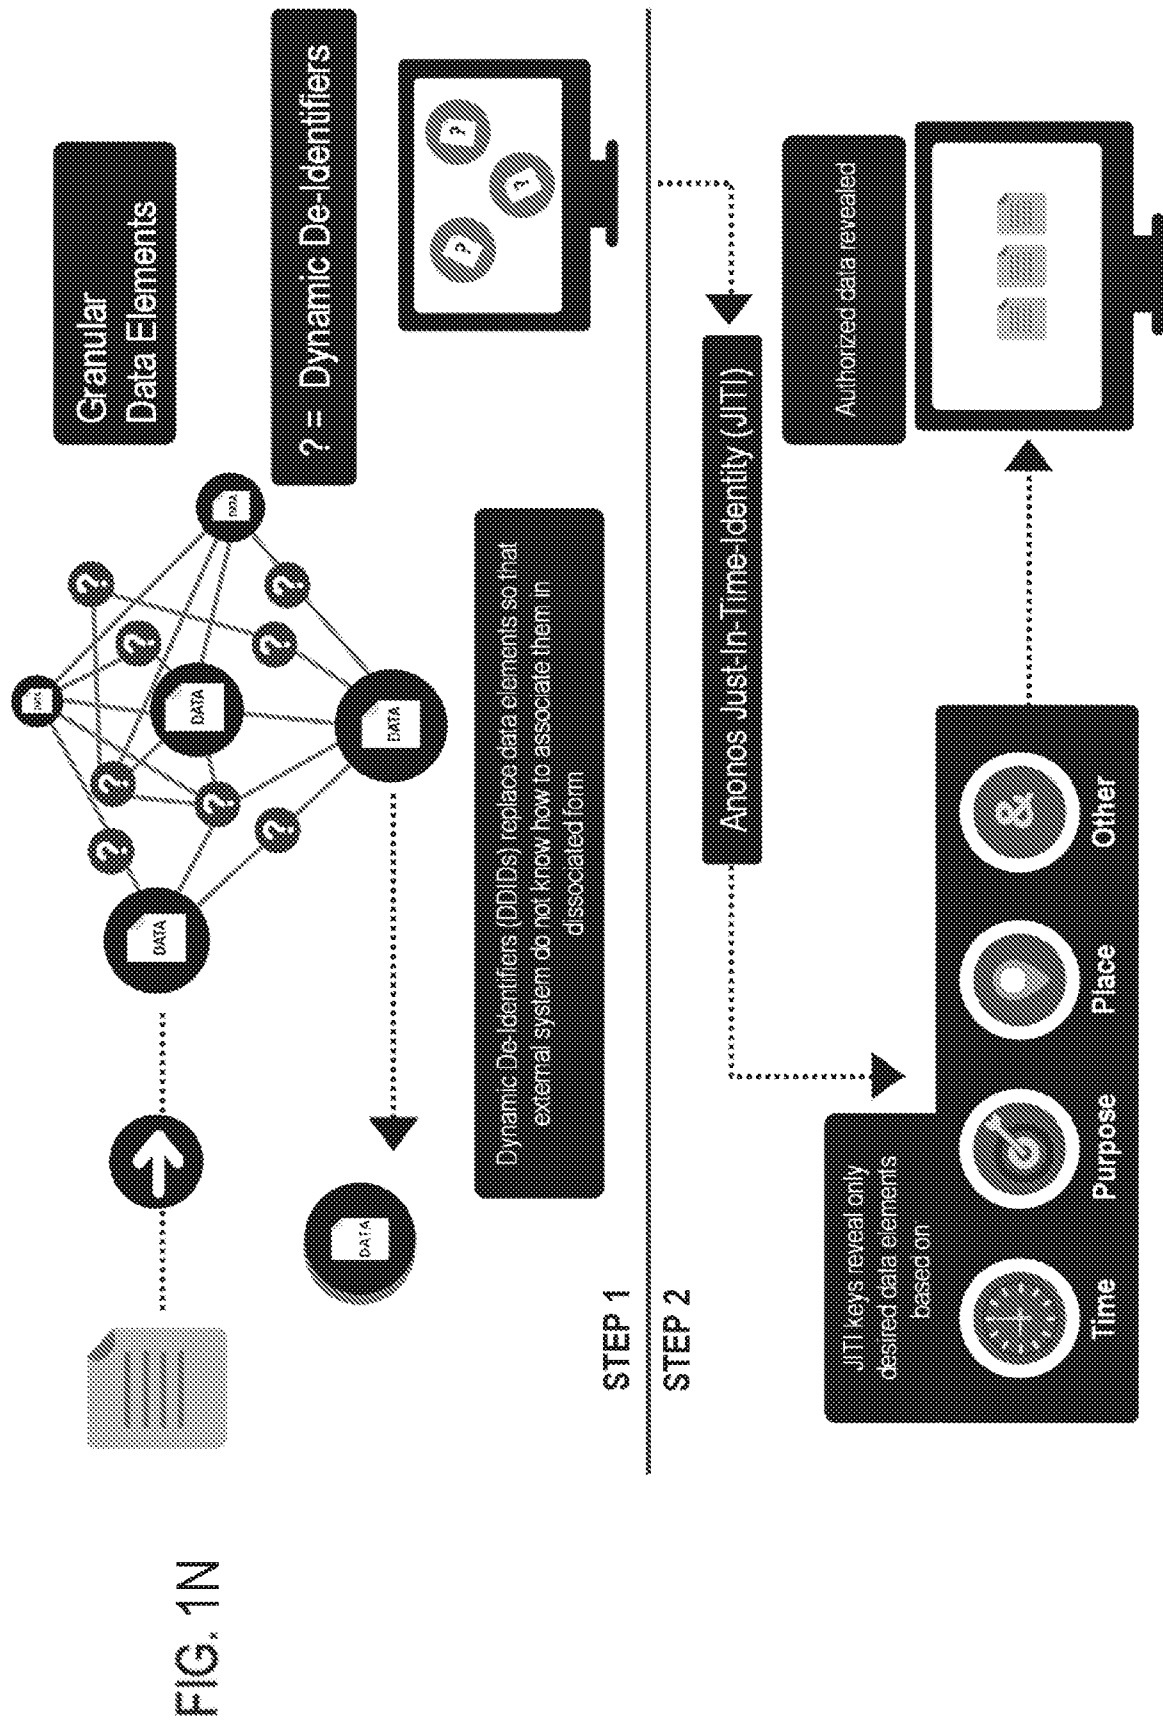 FIG. 1N
Granular
Data Elements
DATA
DATA
DATA
DATA
DATA
?
?
?
?
?
?
?
?
? = Dynamic De-Identifiers
DATA
?
?
?
Dynamic De-Identifiers (DDIDs) replace data elements so that
external system do not know how to associate them in
dissociated form
STEP 1
STEP 2
Anonos Just-In-Time-Identity (JITI)
JITI keys reveal only
desired data elements
based on
Time
Purpose
Place
&
Other
Authorized data revealed